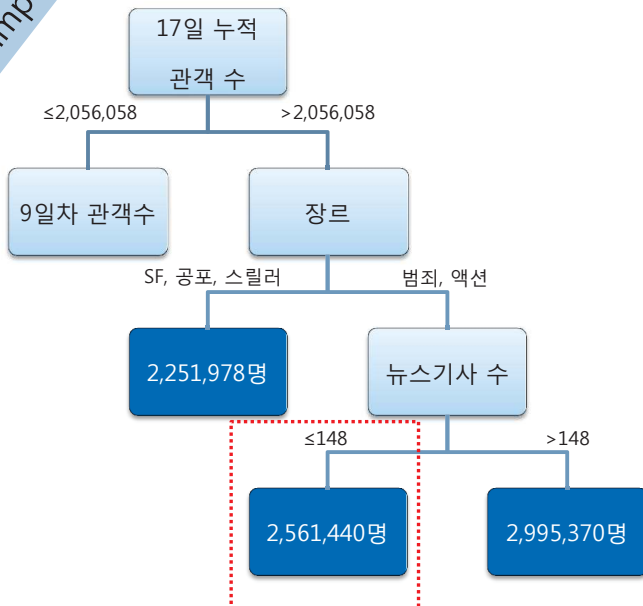 mp
17일 누적
관객 수
≤2,056,058
>2,056,058
9일차 관객수
장르
SF, 공포, 스릴러
범죄, 액션
2,251,978명
뉴스기사 수
≤148
>148
2,561,440명
2,995,370명